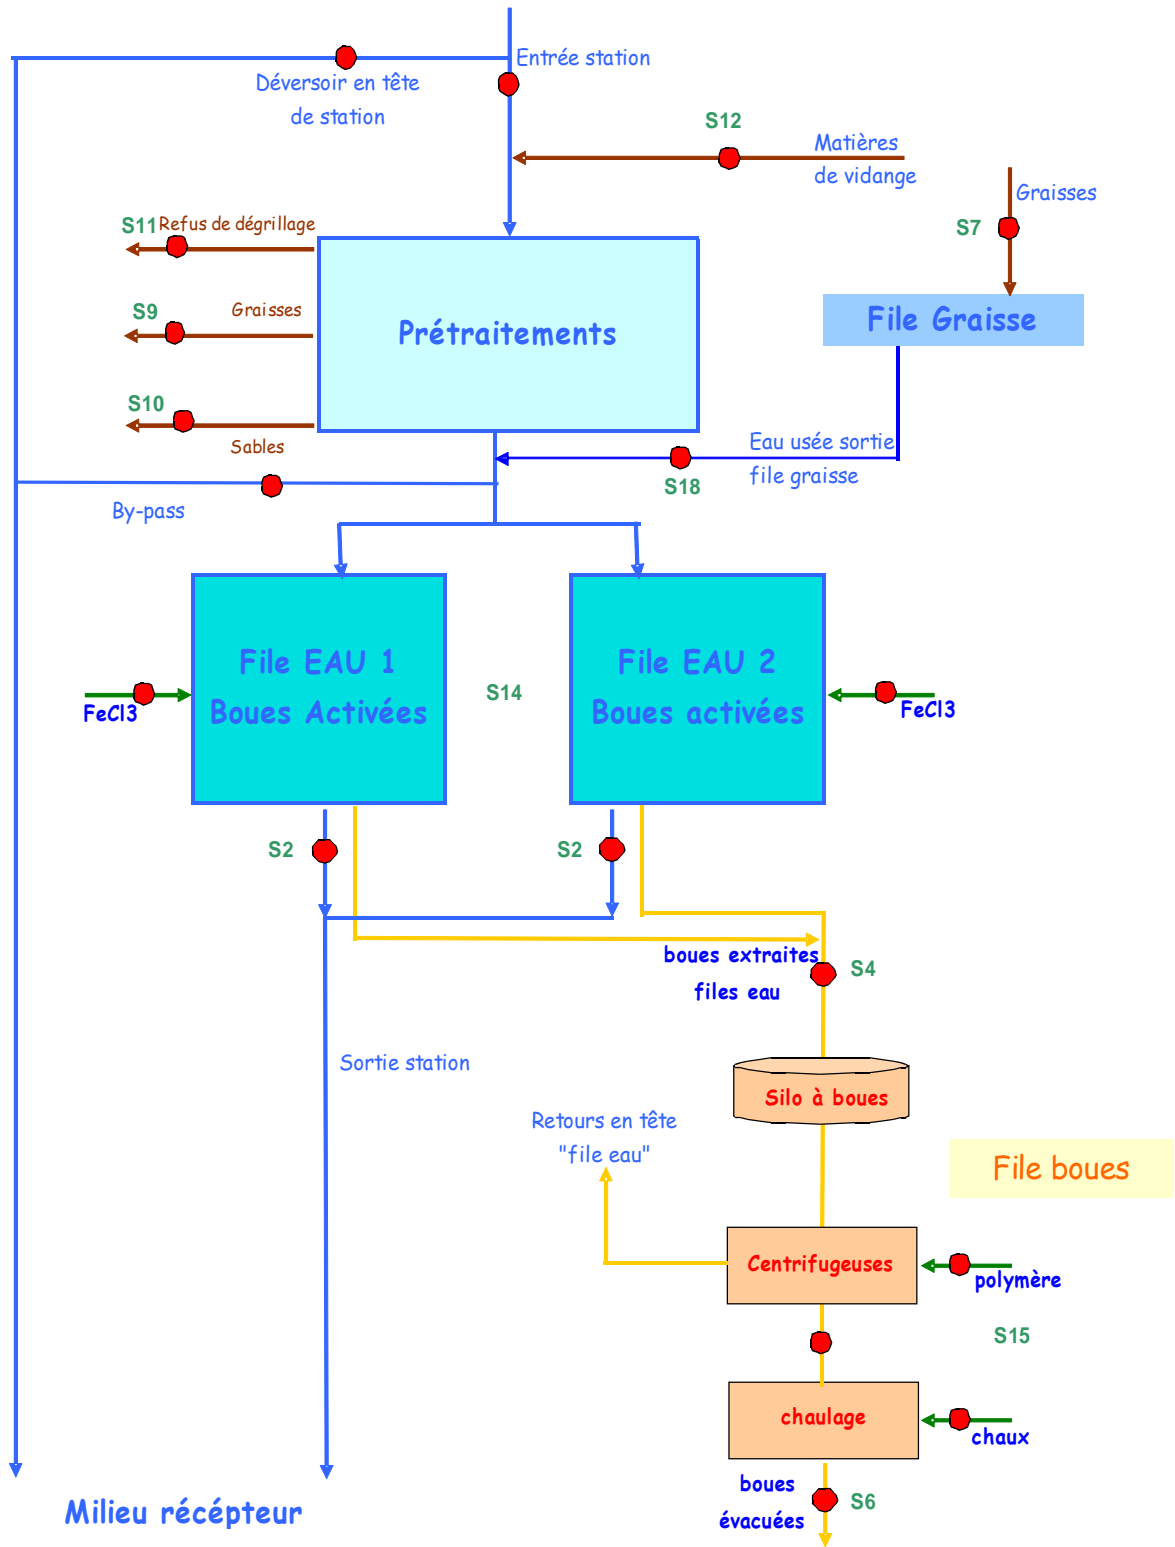 Entrée station
Déversoir en tête
de station
S12
Matières
de vidange
Graisses
S7
S11
Refus de dégrillage
S9
Graisses
Prétraitements
File Graisse
S10
Sables
Eau usée sortie
file graisse
S18
By-pass
File EAU 1
Boues Activées
S14
File EAU 2
Boues activées
FeCl3
FeCl3
S2
S2
boues extraites
files eau
S4
Sortie station
Silo à boues
Retours en tête
"file eau"
File boues
Centrifugeuses
polymère
S15
chaulage
chaux
boues
évacuées
S6
Milieu récépteur